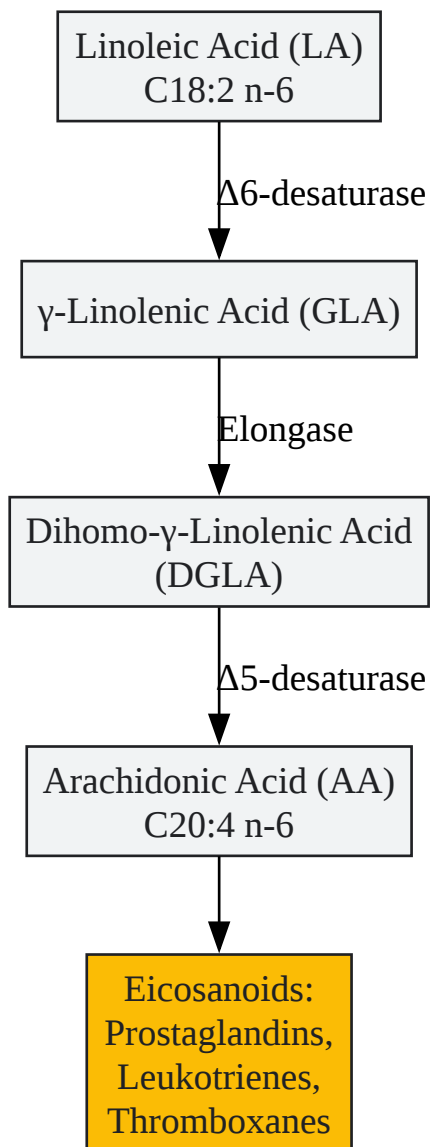 Linoleic Acid (LA)
C18:2 n-6
Δ6-desaturase
γ-Linolenic Acid (GLA)
Elongase
Dihomo-γ-Linolenic Acid
(DGLA)
Δ5-desaturase
Arachidonic Acid (AA)
C20:4 n-6
Eicosanoids:
Prostaglandins,
Leukotrienes,
Thromboxanes